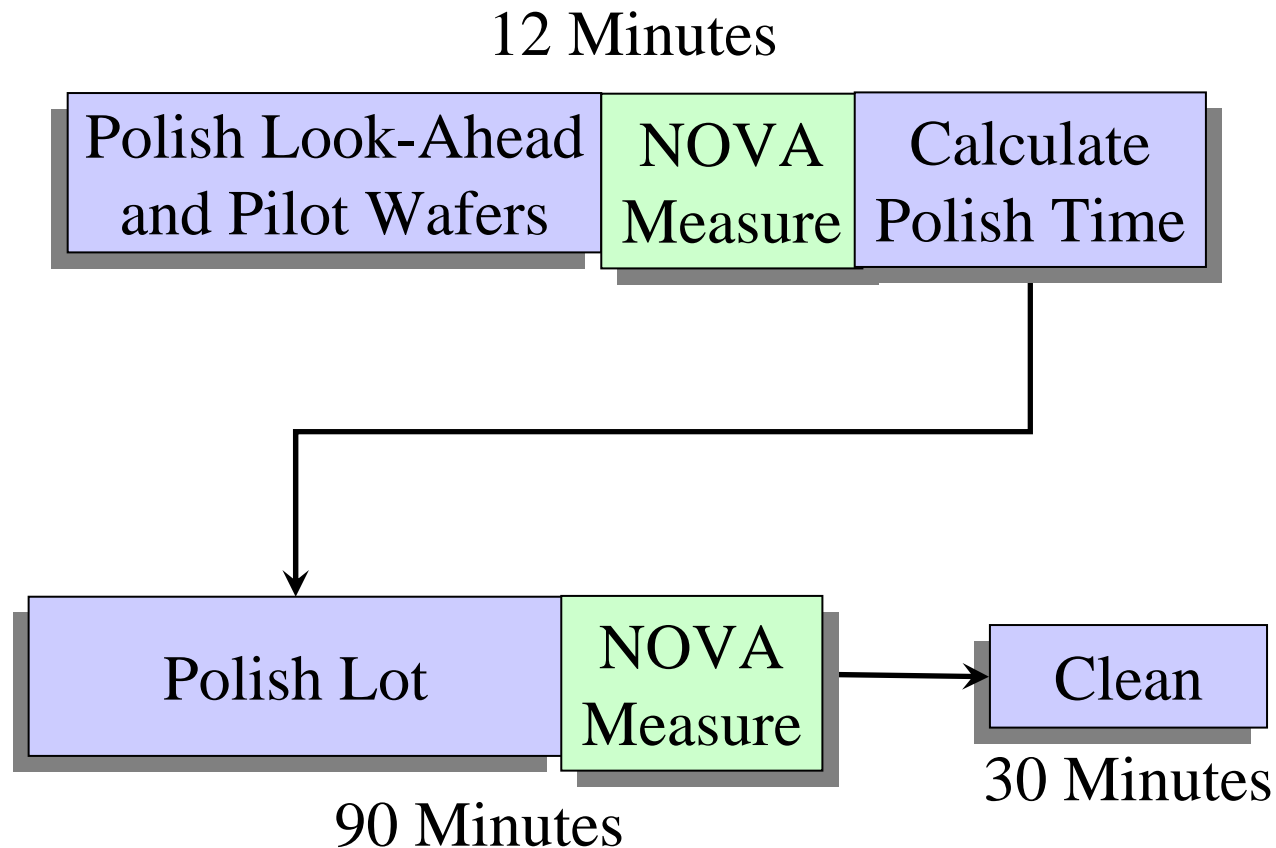 12 Minutes
Polish Look-Ahead
and Pilot Wafers
NOVA
Measure
Calculate
Polish Time
Polish Lot
NOVA
Measure
Clean
30 Minutes
90 Minutes